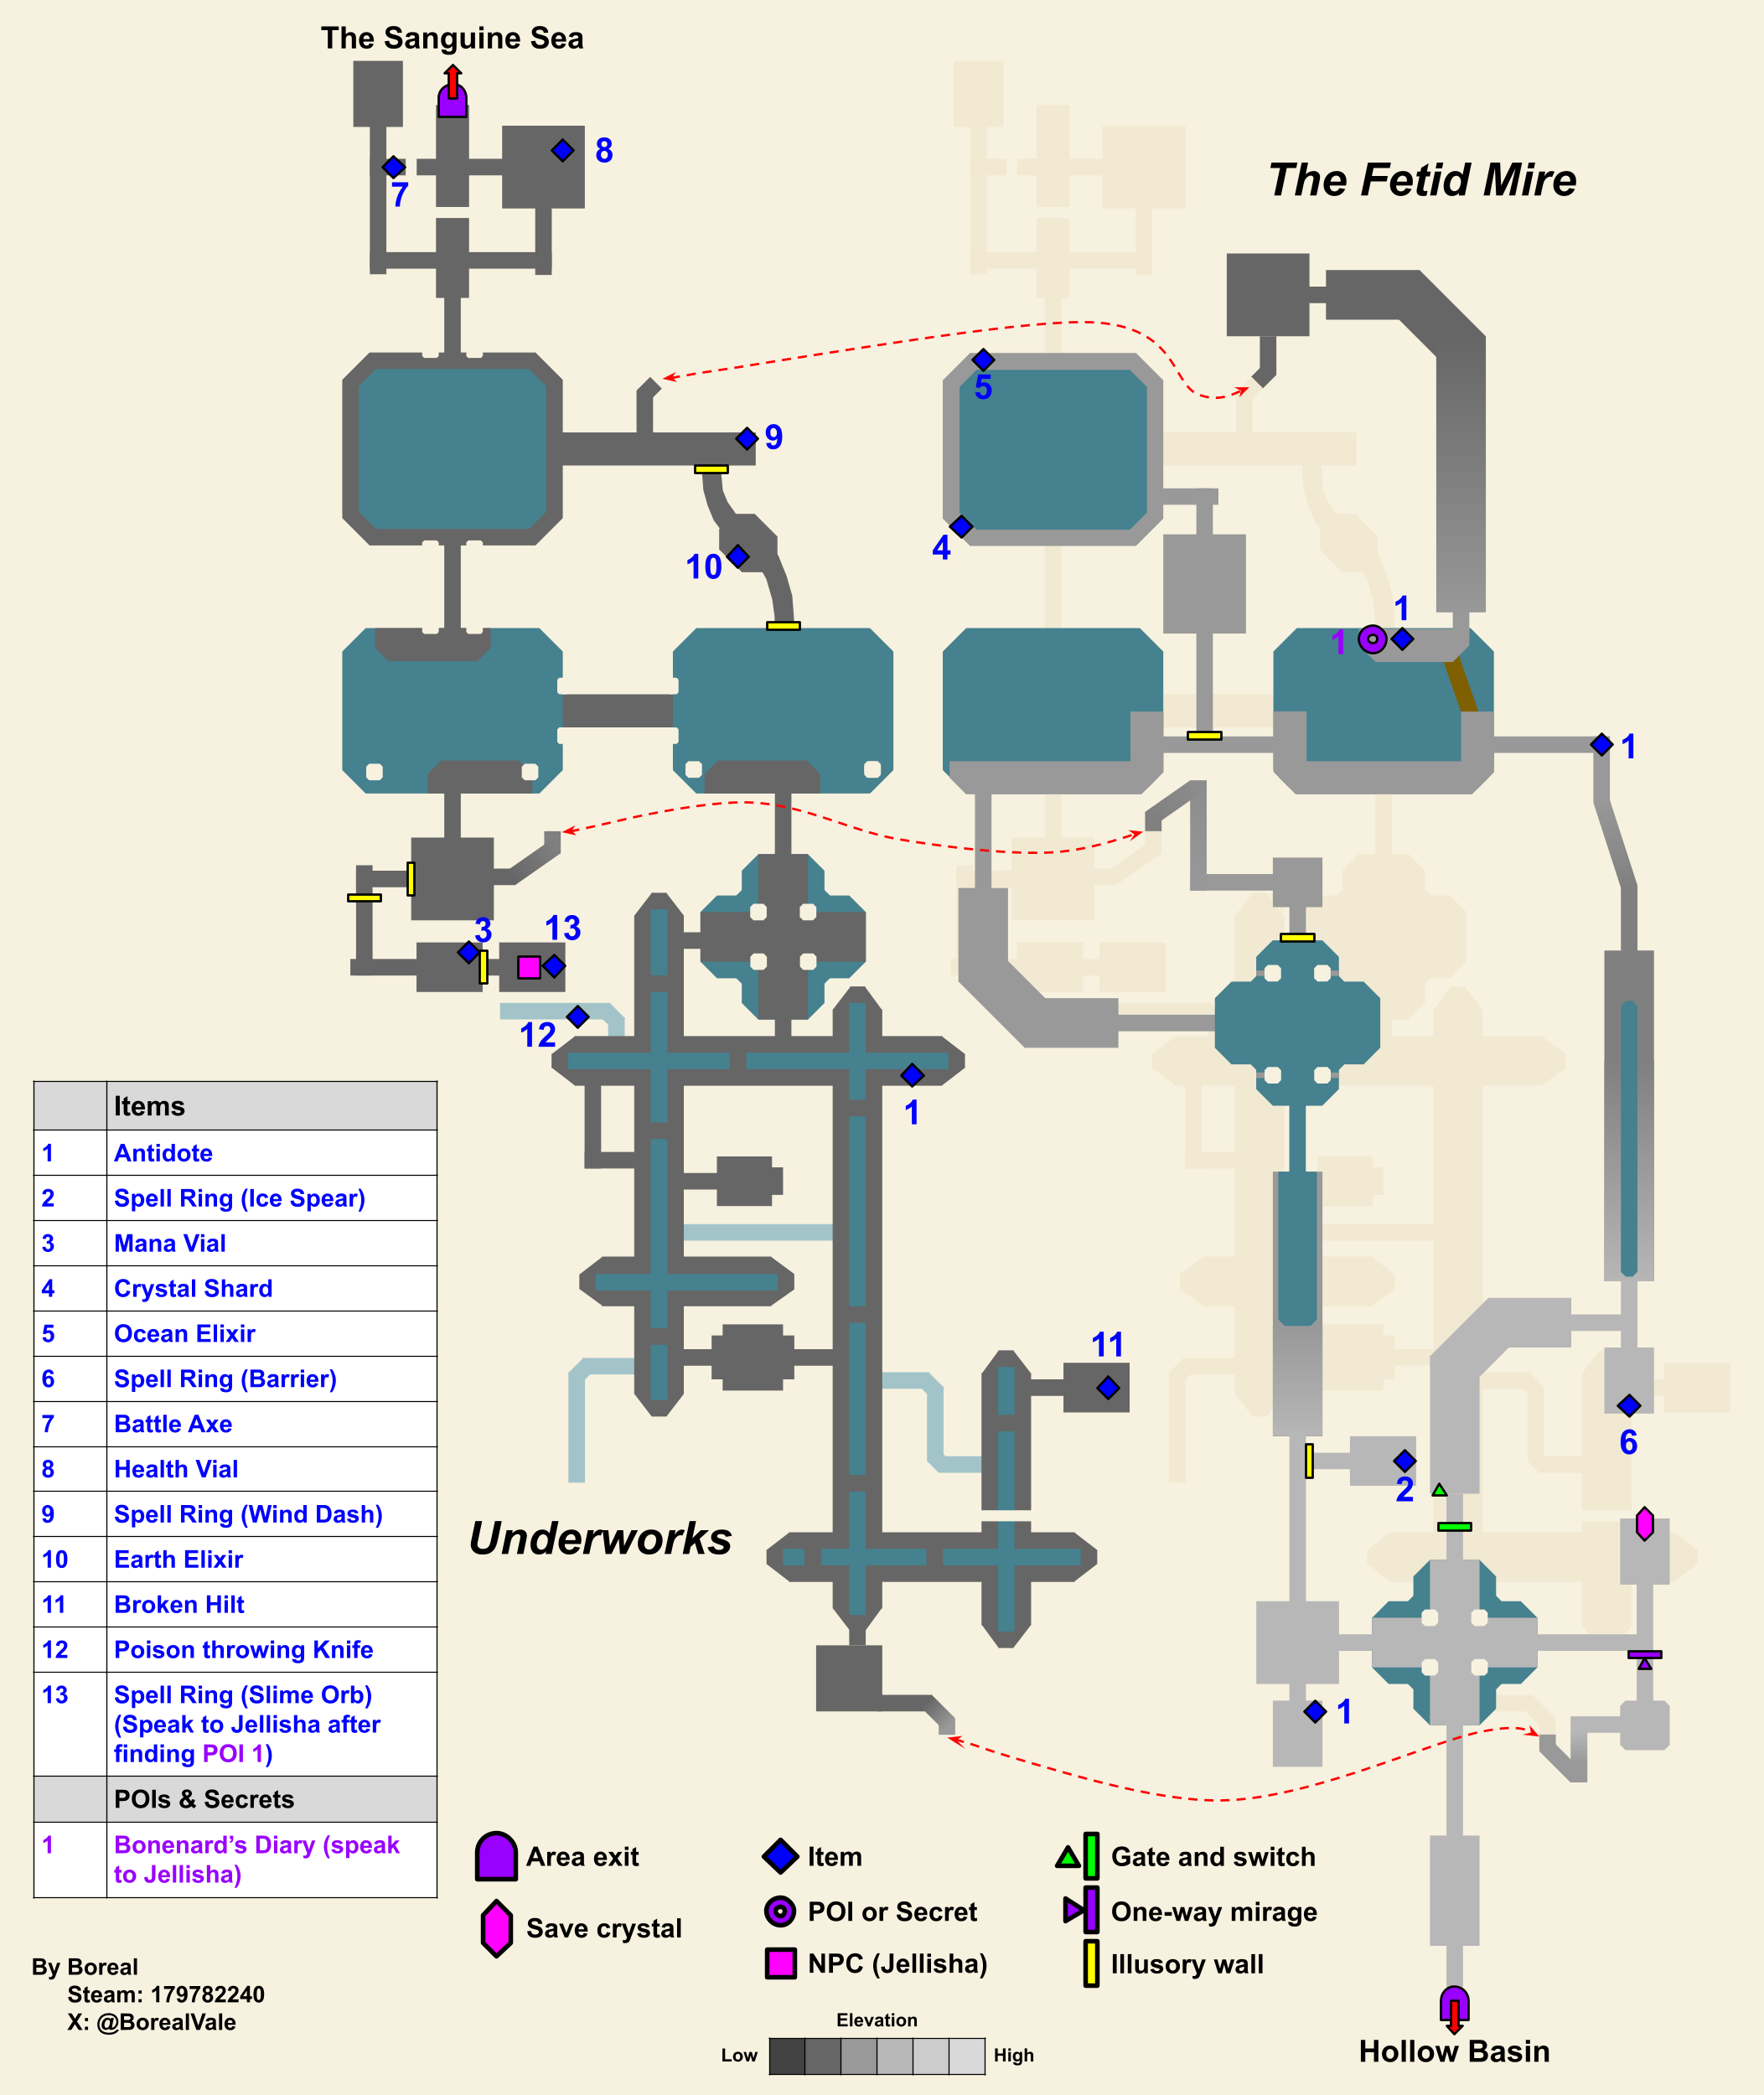 The Sanguine Sea
8
The Fetid Mire
7
5
9
4
10
1
1
1
3
13
12
1
11
6
2
1
Underworks
Items
1 Antidote
2 Spell Ring (Ice Spear)
3 Mana Vial
4 Crystal Shard
5 Ocean Elixir
6 Spell Ring (Barrier)
7 Battle Axe
8 Health Vial
9 Spell Ring (Wind Dash)
10 Earth Elixir
11 Broken Hilt
12 Poison throwing Knife
13 Spell Ring (Slime Orb)
(Speak to Jellisha after
finding POI 1)
POIs & Secrets
1 Bonenard’s Diary (speak
to Jellisha)
Area exit
Save crystal
Item
POI or Secret
NPC (Jellisha)
Gate and switch
One-way mirage
Illusory wall
By Boreal
Steam: 179782240
X: @BorealVale
Elevation
Low High
Hollow Basin